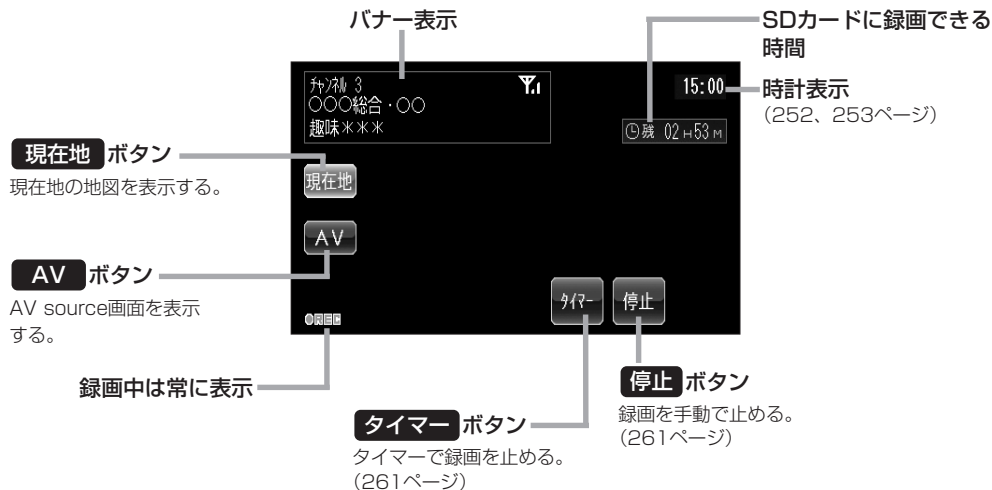 バナー表示
SDカードに録画できる
時間
時計表示
（252、253ページ）
チャンネル 3
○○○総合・○○
趣味＊＊＊
15:00
残 02H53M
現在地 ボタン
現在地の地図を表示する。
現在地
AV ボタン
AV source画面を表示
する。
AV
タイマー
停止
REC
録画中は常に表示
タイマー ボタン
タイマーで録画を止める。
（261ページ）
停止 ボタン
録画を手動で止める。
（261ページ）